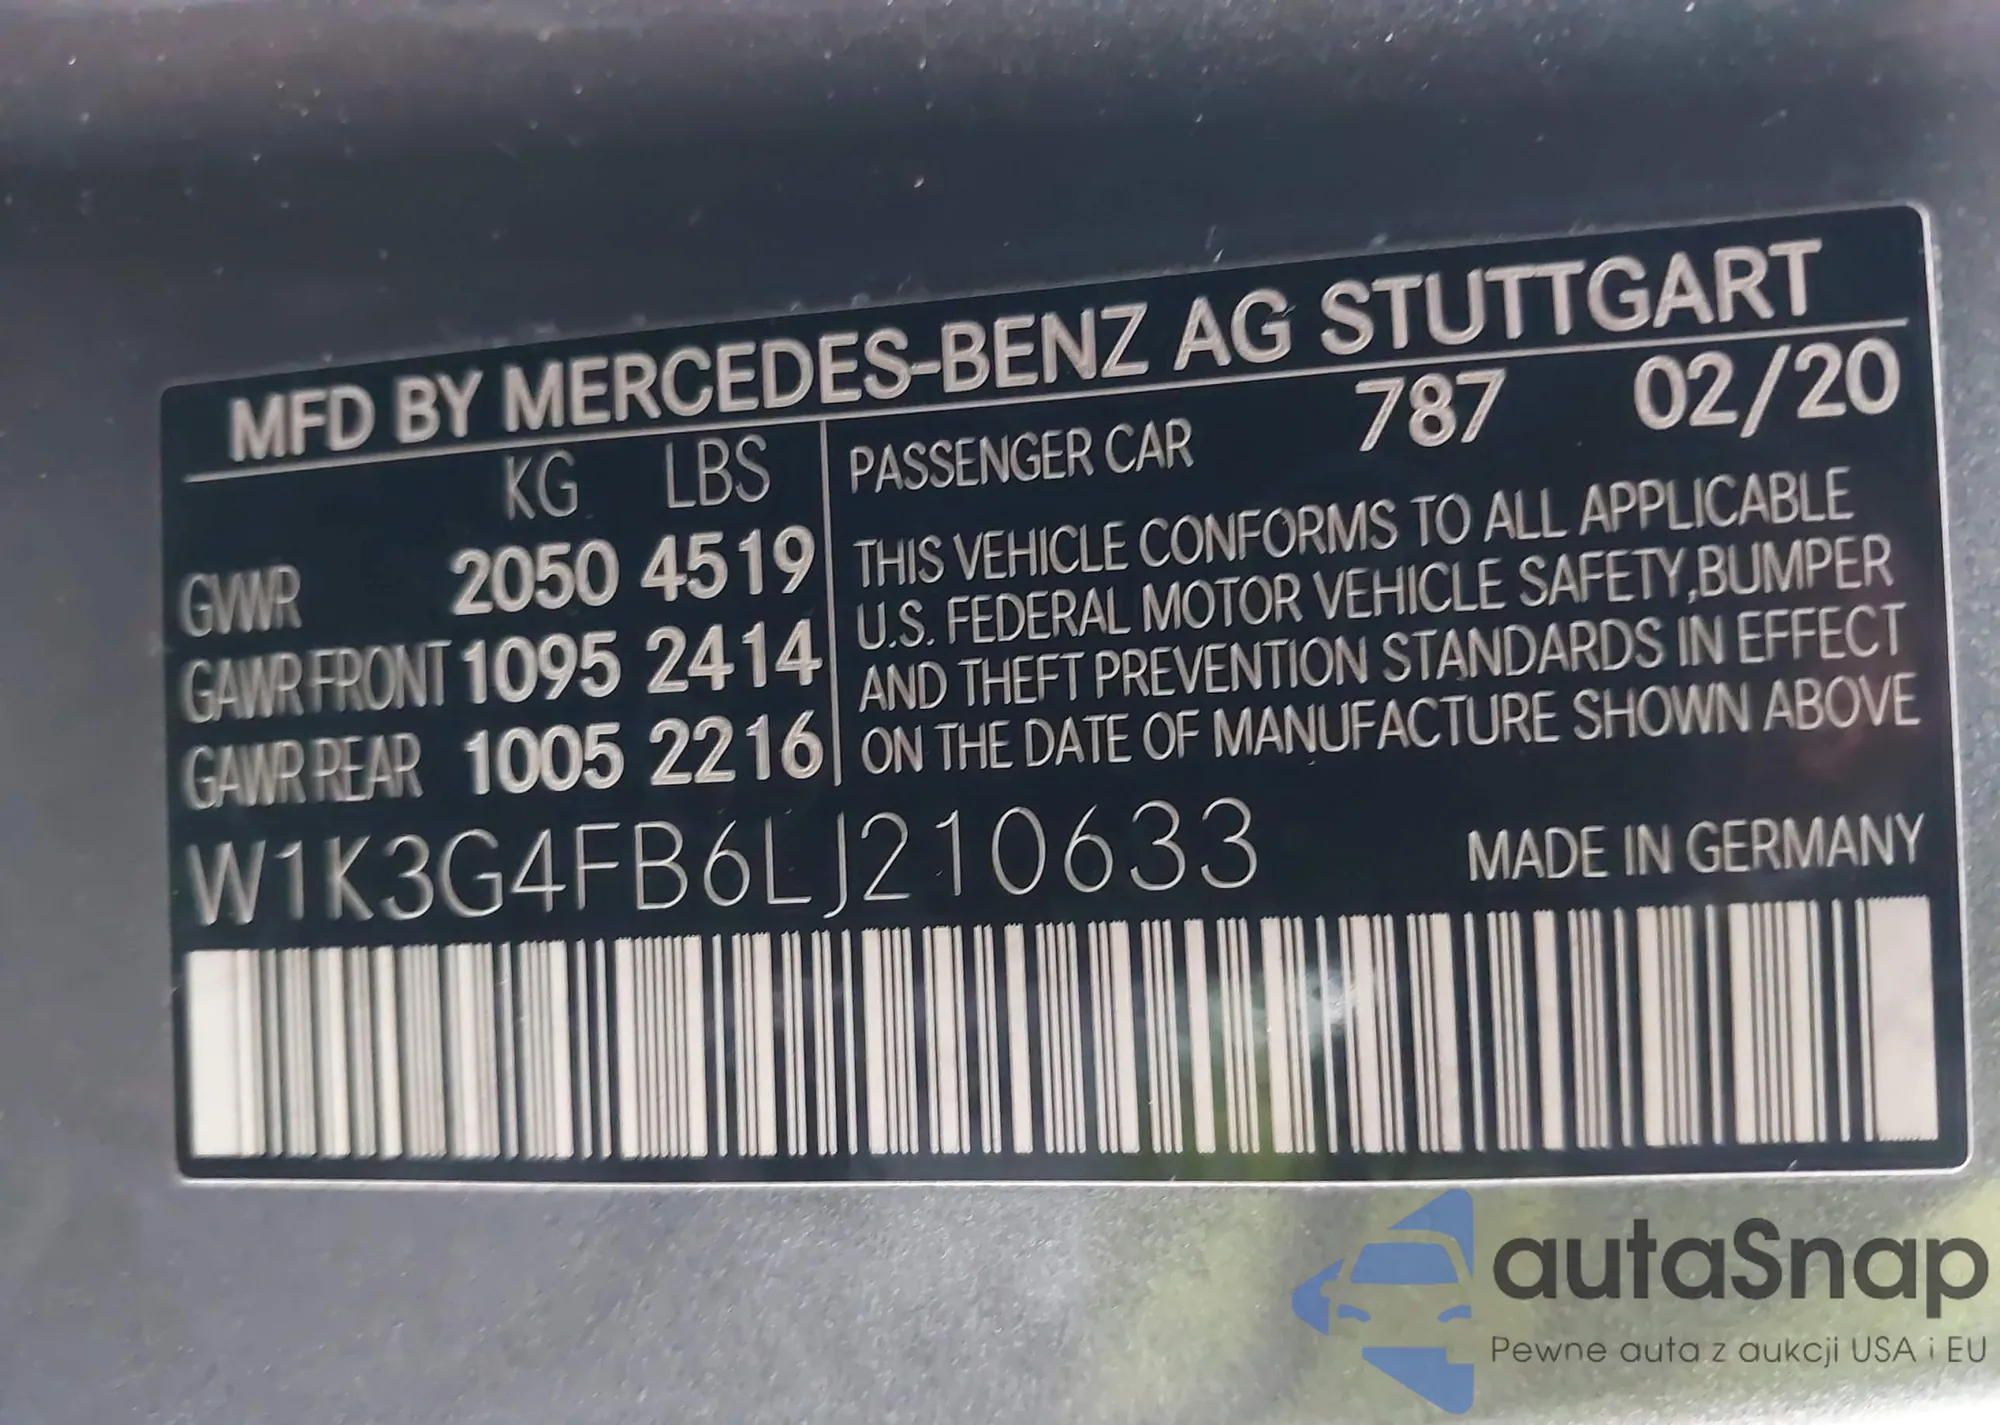 MFD BY MERCEDES-BENZ AG STUTTGART
KG LBS
GVWR 2050 4519
GAWR FRONT 1095 2414
GAWR REAR 1005 2216
PASSENGER CAR 787 02/20
THIS VEHICLE CONFORMS TO ALL APPLICABLE
U.S. FEDERAL MOTOR VEHICLE SAFETY,BUMPER
AND THEFT PREVENTION STANDARDS IN EFFECT
ON THE DATE OF MANUFACTURE SHOWN ABOVE
W1K3G4FB6LJ210633 MADE IN GERMANY
autaSnap
Pewne auta z aukcji USA i EU